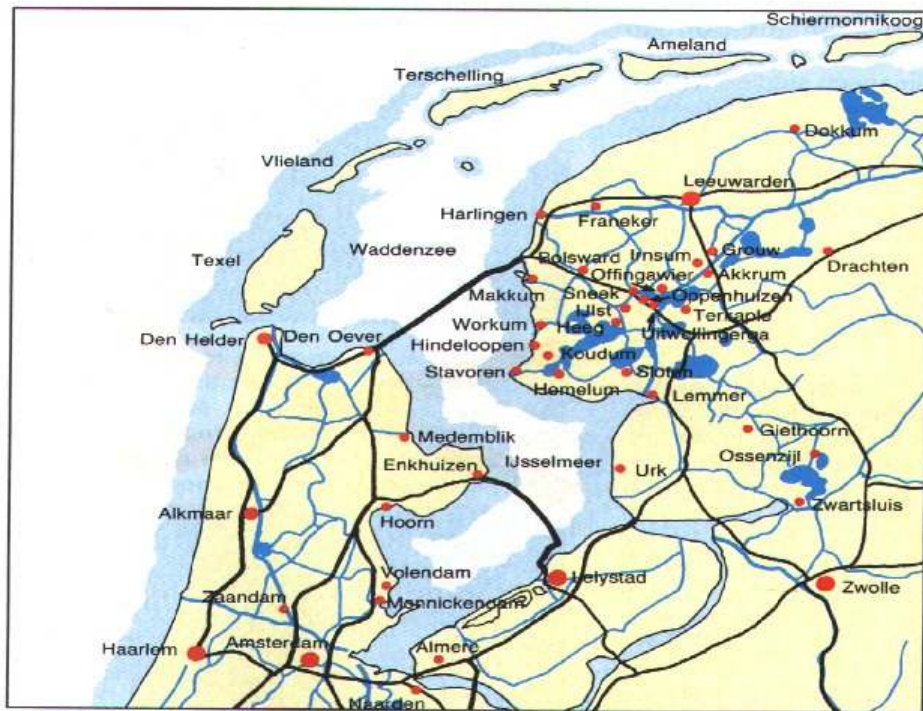 Schiermonnikoog
Ameland
Terschelling
Dokkum
Vlieland
Leeuwarden
Harlingen
Franeker
Texel
Waddenzee
Bolsward
Irnsum
Grouw
Offingawier
Akkrum
Drachten
Makkum
Sneek
Oppenhuizen
IJlst
Terkaple
Workum
Heeg
Uitwellingerga
Den Helder
Den Oever
Hindeloopen
Koudum
Stavoren
Sloten
Hemelum
Lemmer
Medemblik
Giethoorn
Enkhuizen
IJsselmeer
Ossenzijl
Urk
Alkmaar
Hoorn
Zwartsluis
Volendam
Lelystad
Zwolle
Zaandam
Monnickendam
Haarlem
Amsterdam
Almere
Naarden